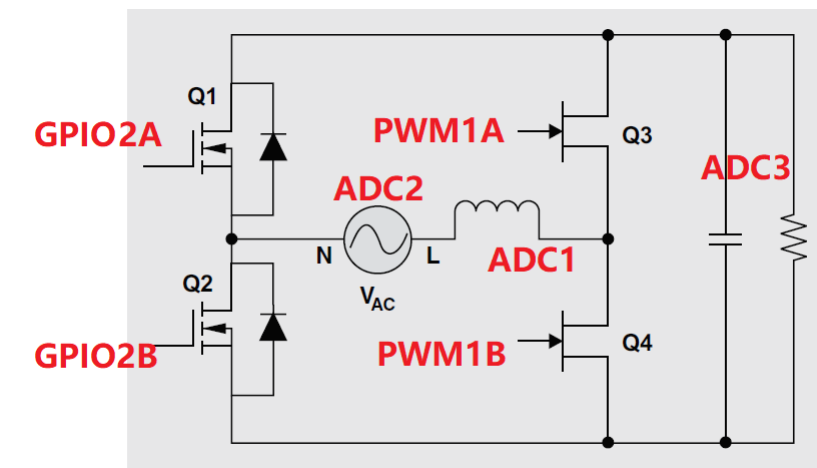 Q1
GPIO2A
PWM1A
Q3
ADC3
ADC2
N
L
ADC1
VAC
Q2
GPIO2B
PWM1B
Q4